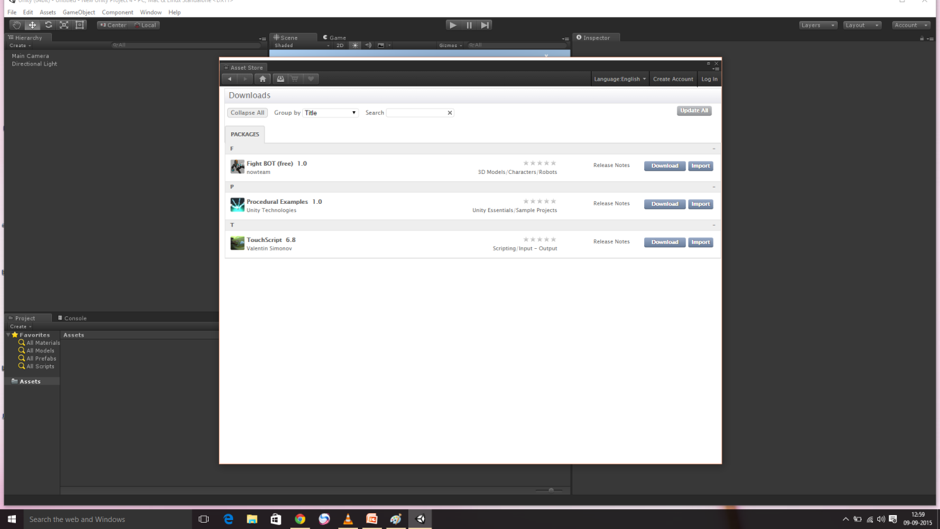 File Edit Assets GameObject Component Window Help
Center Local Layers Layout Account
Hierarchy Scene Game Inspector
Create Shaded 2D Gizmos
Main Camera
Directional Light
Asset Store
Language:English Create Account Log In
Downloads
Collapse All Group by Title Search Update All
PACKAGES
F
Fight BOT (free) 1.0
nowteam
3D Models/Characters/Robots
Release Notes Download Import
P
Procedural Examples 1.0
Unity Technologies
Unity Essentials/Sample Projects
Release Notes Download Import
T
TouchScript 6.8
Valentin Simonov
Scripting/Input - Output
Release Notes Download Import
Project Console
Create
Favorites
All Materials
All Models
All Prefabs
All Scripts
Assets
Assets
Search the web and Windows
12:59
09-09-2015